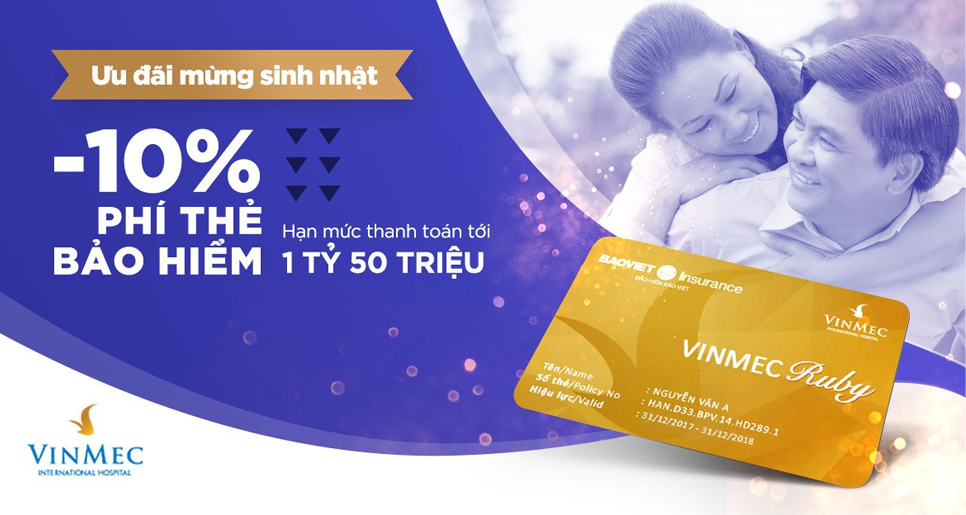 Ưu đãi mừng sinh nhật
-10%
PHÍ THẺ
BẢO HIỂM
Hạn mức thanh toán tới
1 TỶ 50 TRIỆU
BAOVIET Insurance
BẢO HIỂM BẢO VIỆT
VINMEC
INTERNATIONAL HOSPITAL
VINMEC Ruby
Tên/Name : NGUYỄN VĂN A
Số thẻ/Policy No : HAN.D33.BPV.14.HD289.1
Hiệu lực/Valid : 31/12/2017 - 31/12/2018
VINMEC
INTERNATIONAL HOSPITAL